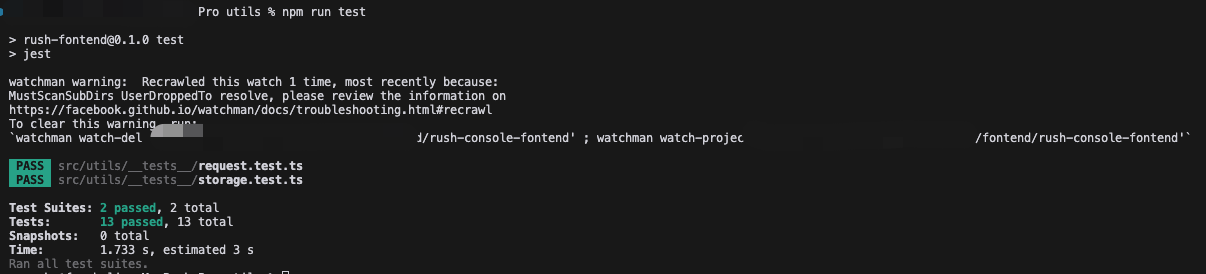 Pro utils % npm run test
> rush-fontend@0.1.0 test
> jest
watchman warning:  Recrawled this watch 1 time, most recently because:
MustScanSubDirs UserDroppedTo resolve, please review the information on
https://facebook.github.io/watchman/docs/troubleshooting.html#recrawl
To clear this warning, run:
`watchman watch-del d/rush-console-fontend' ; watchman watch-projec /fontend/rush-console-fontend'`
PASS src/utils/__tests__/request.test.ts
PASS src/utils/__tests__/storage.test.ts
Test Suites: 2 passed, 2 total
Tests: 13 passed, 13 total
Snapshots: 0 total
Time: 1.733 s, estimated 3 s
Ran all test suites.